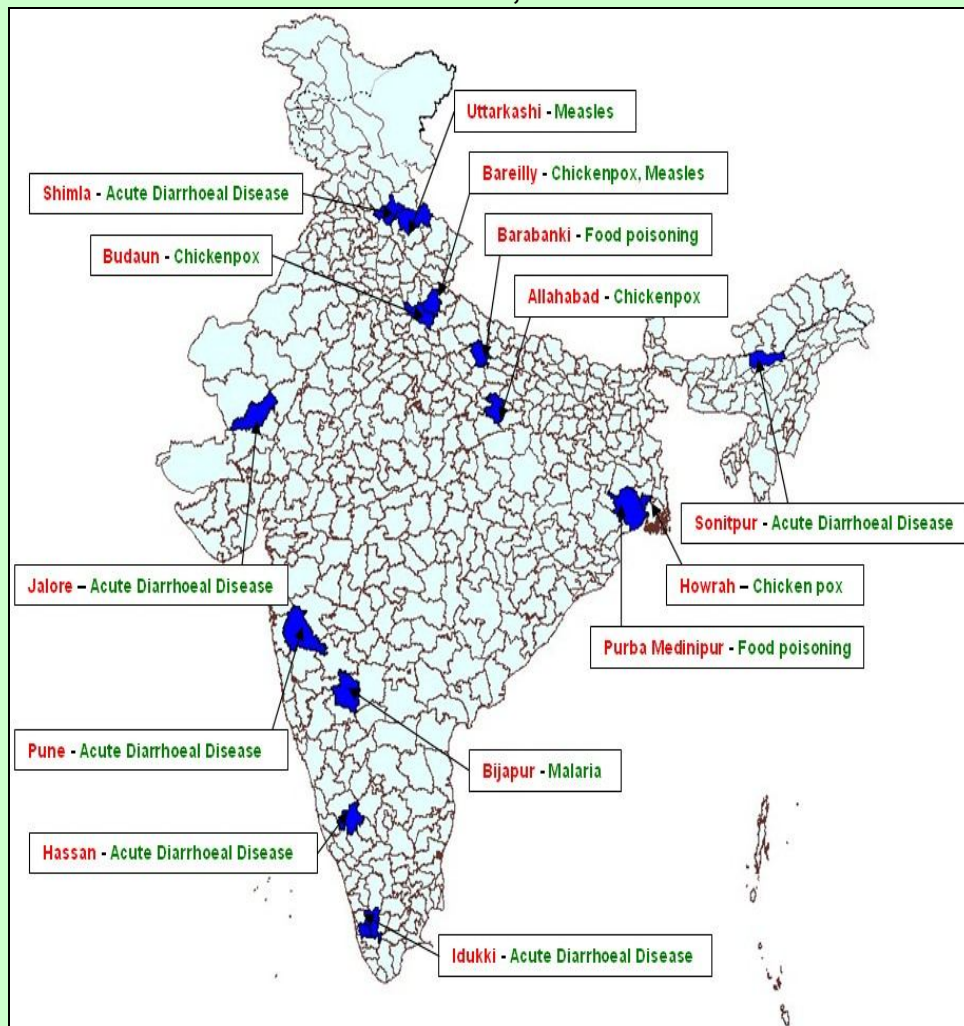 Uttarkashi - Measles
Shimla - Acute Diarrhoeal Disease
Bareilly - Chickenpox, Measles
Budaun - Chickenpox
Barabanki - Food poisoning
Allahabad - Chickenpox
Sonitpur - Acute Diarrhoeal Disease
Jalore – Acute Diarrhoeal Disease
Howrah – Chicken pox
Purba Medinipur - Food poisoning
Pune - Acute Diarrhoeal Disease
Bijapur - Malaria
Hassan - Acute Diarrhoeal Disease
Idukki - Acute Diarrhoeal Disease